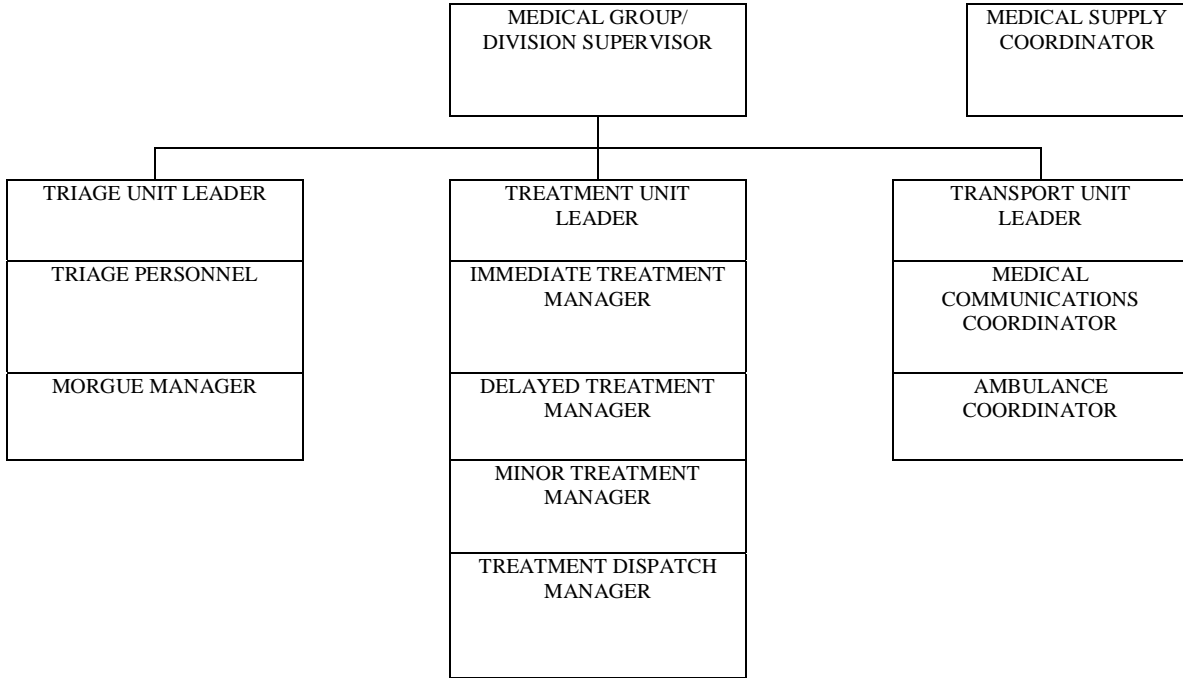 MEDICAL GROUP/
DIVISION SUPERVISOR
MEDICAL SUPPLY
COORDINATOR
TRIAGE UNIT LEADER
TRIAGE PERSONNEL
MORGUE MANAGER
TREATMENT UNIT
LEADER
IMMEDIATE TREATMENT
MANAGER
DELAYED TREATMENT
MANAGER
MINOR TREATMENT
MANAGER
TREATMENT DISPATCH
MANAGER
TRANSPORT UNIT
LEADER
MEDICAL
COMMUNICATIONS
COORDINATOR
AMBULANCE
COORDINATOR